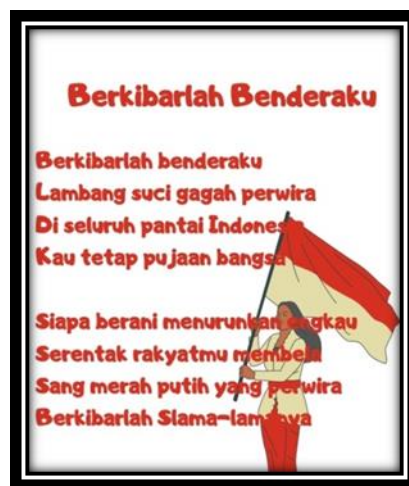 Berkibarlah Benderaku
Berkibarlah benderaku
Lambang suci gagah perwira
Di seluruh pantai Indonesia
Kau tetap pujaan bangsa
Siapa berani menurunkan engkau
Serentak rakyatmu membela
Sang merah putih yang perwira
Berkibarlah Slama-lamanya